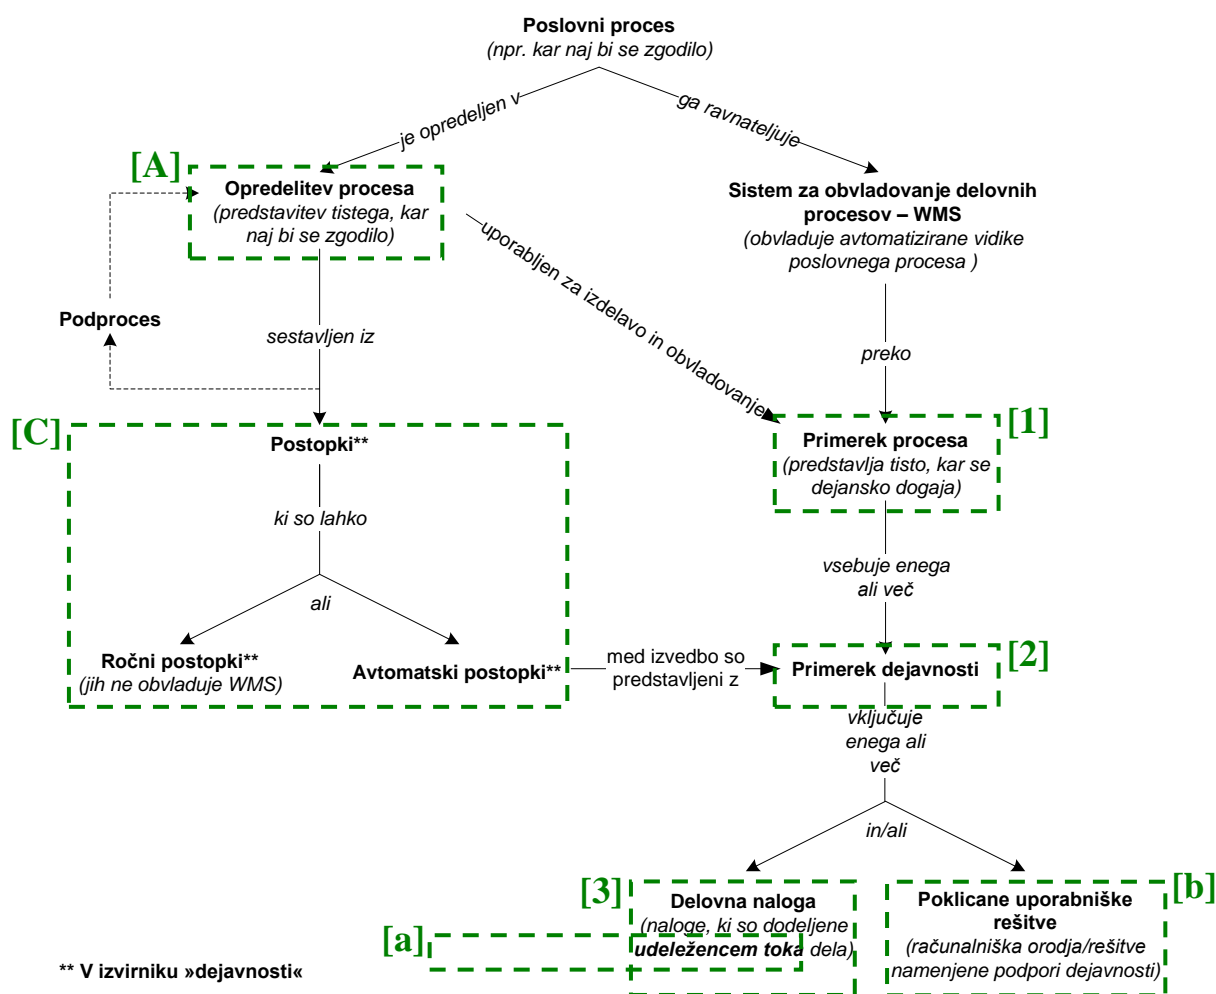 Poslovni proces
(npr. kar naj bi se zgodilo)
je opredeljen v
ga ravnateljuje
[A]
Opredelitev procesa
(predstavitev tistega, kar
naj bi se zgodilo)
Sistem za obvladovanje delovnih
procesov – WMS
(obvladuje avtomatizirane vidike
poslovnega procesa )
uporabljen za izdelavo in obvladovanje
Podproces
sestavljen iz
preko
[C]
Postopki**
[1]
Primerek procesa
(predstavlja tisto, kar se
dejansko dogaja)
ki so lahko
vsebuje enega
ali več
ali
Ročni postopki**
(jih ne obvladuje WMS)
Avtomatski postopki**
med izvedbo so
predstavljeni z
[2]
Primerek dejavnosti
vključuje
enega ali
več
in/ali
[3]
Delovna naloga
(naloge, ki so dodeljene
udeležencem toka dela)
[b]
Poklicane uporabniške
rešitve
(računalniška orodja/rešitve
namenjene podpori dejavnosti)
[a]
** V izvirniku »dejavnosti«